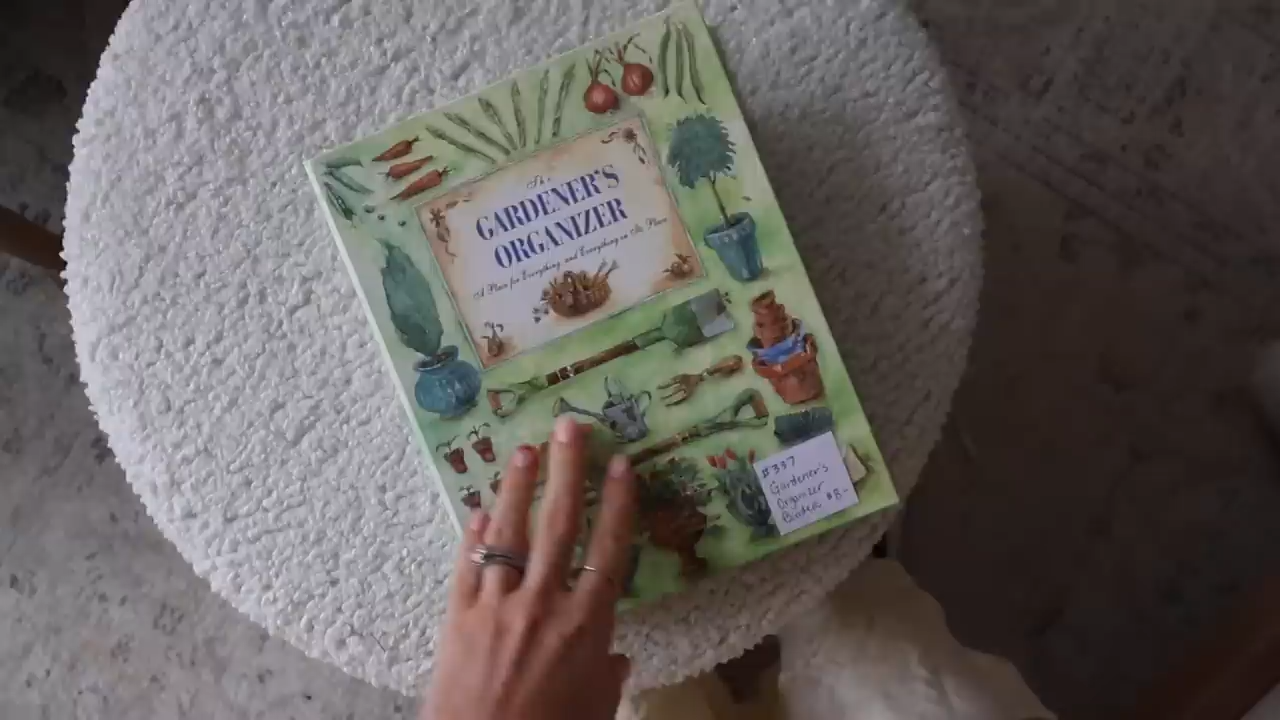 The
GARDENER'S
ORGANIZER
A Place for Everything, and Everything in Its Place
#337
Gardener's
Organizer
Binder $8-